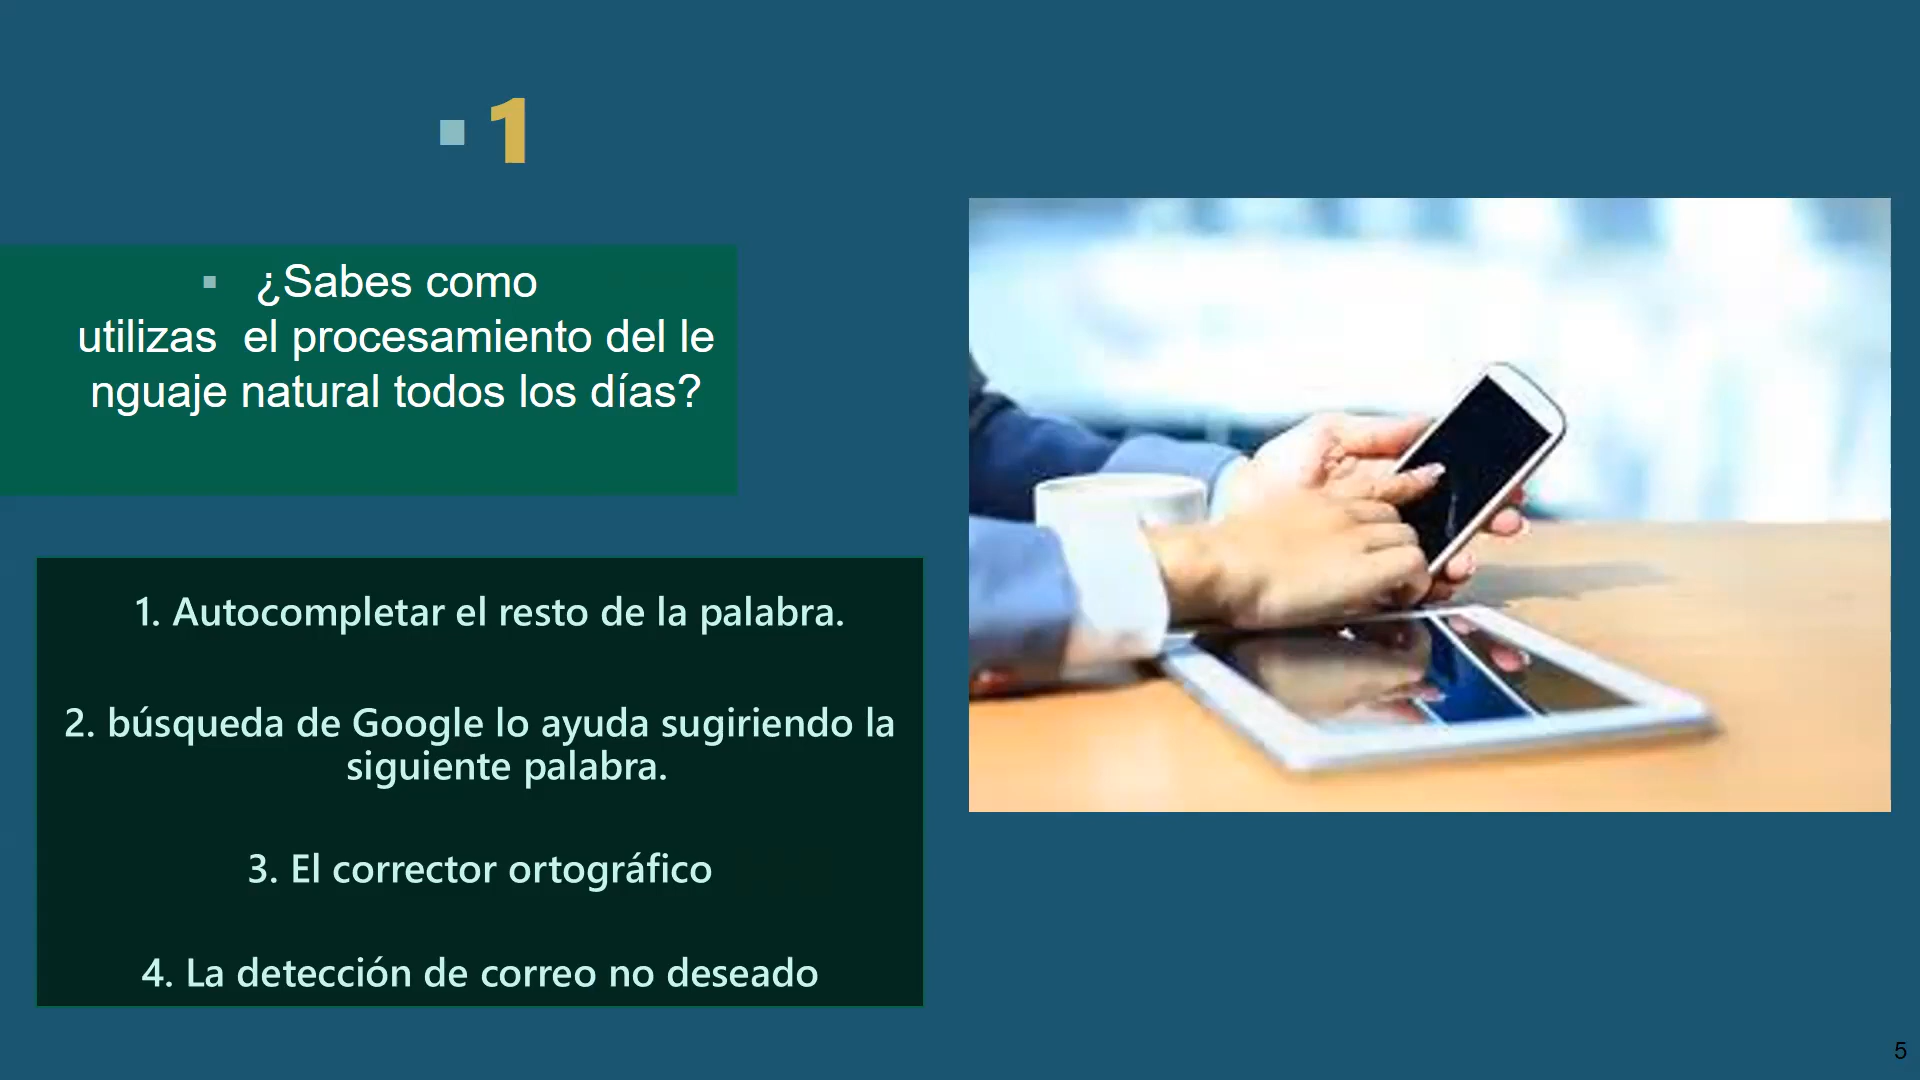 1
¿Sabes como
utilizas  el procesamiento del le
nguaje natural todos los días?
1. Autocompletar el resto de la palabra.
2. búsqueda de Google lo ayuda sugiriendo la
siguiente palabra.
3. El corrector ortográfico
4. La detección de correo no deseado
5